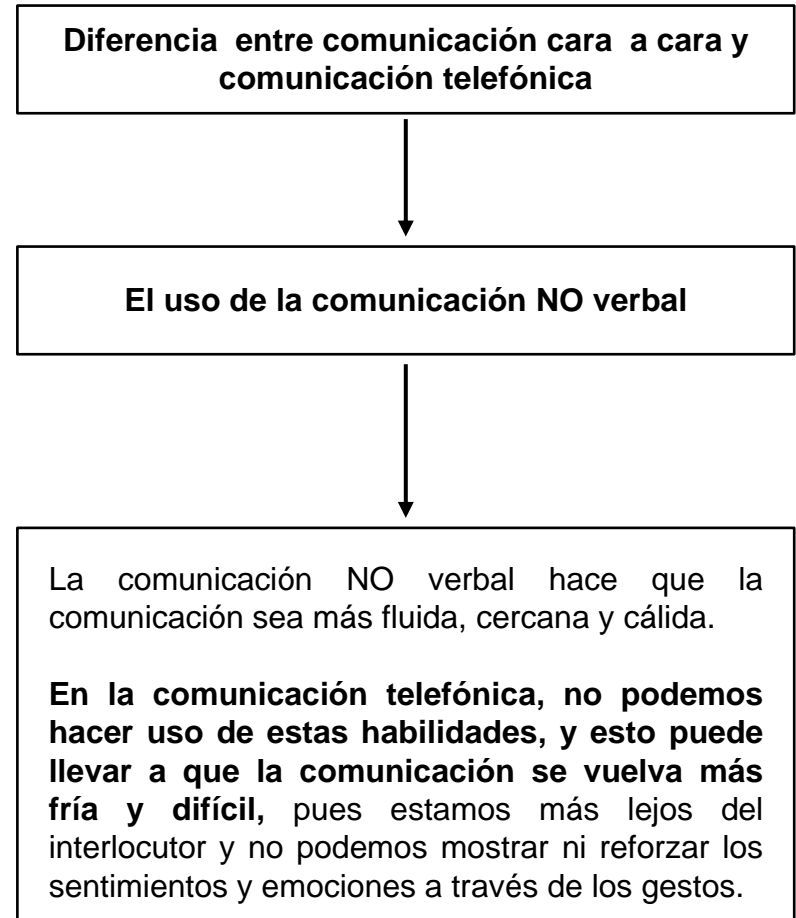 Diferencia entre comunicación cara a cara y
comunicación telefónica
El uso de la comunicación NO verbal
La comunicación NO verbal hace que la
comunicación sea más fluida, cercana y cálida.
En la comunicación telefónica, no podemos
hacer uso de estas habilidades, y esto puede
llevar a que la comunicación se vuelva más
fría y difícil, pues estamos más lejos del
interlocutor y no podemos mostrar ni reforzar los
sentimientos y emociones a través de los gestos.